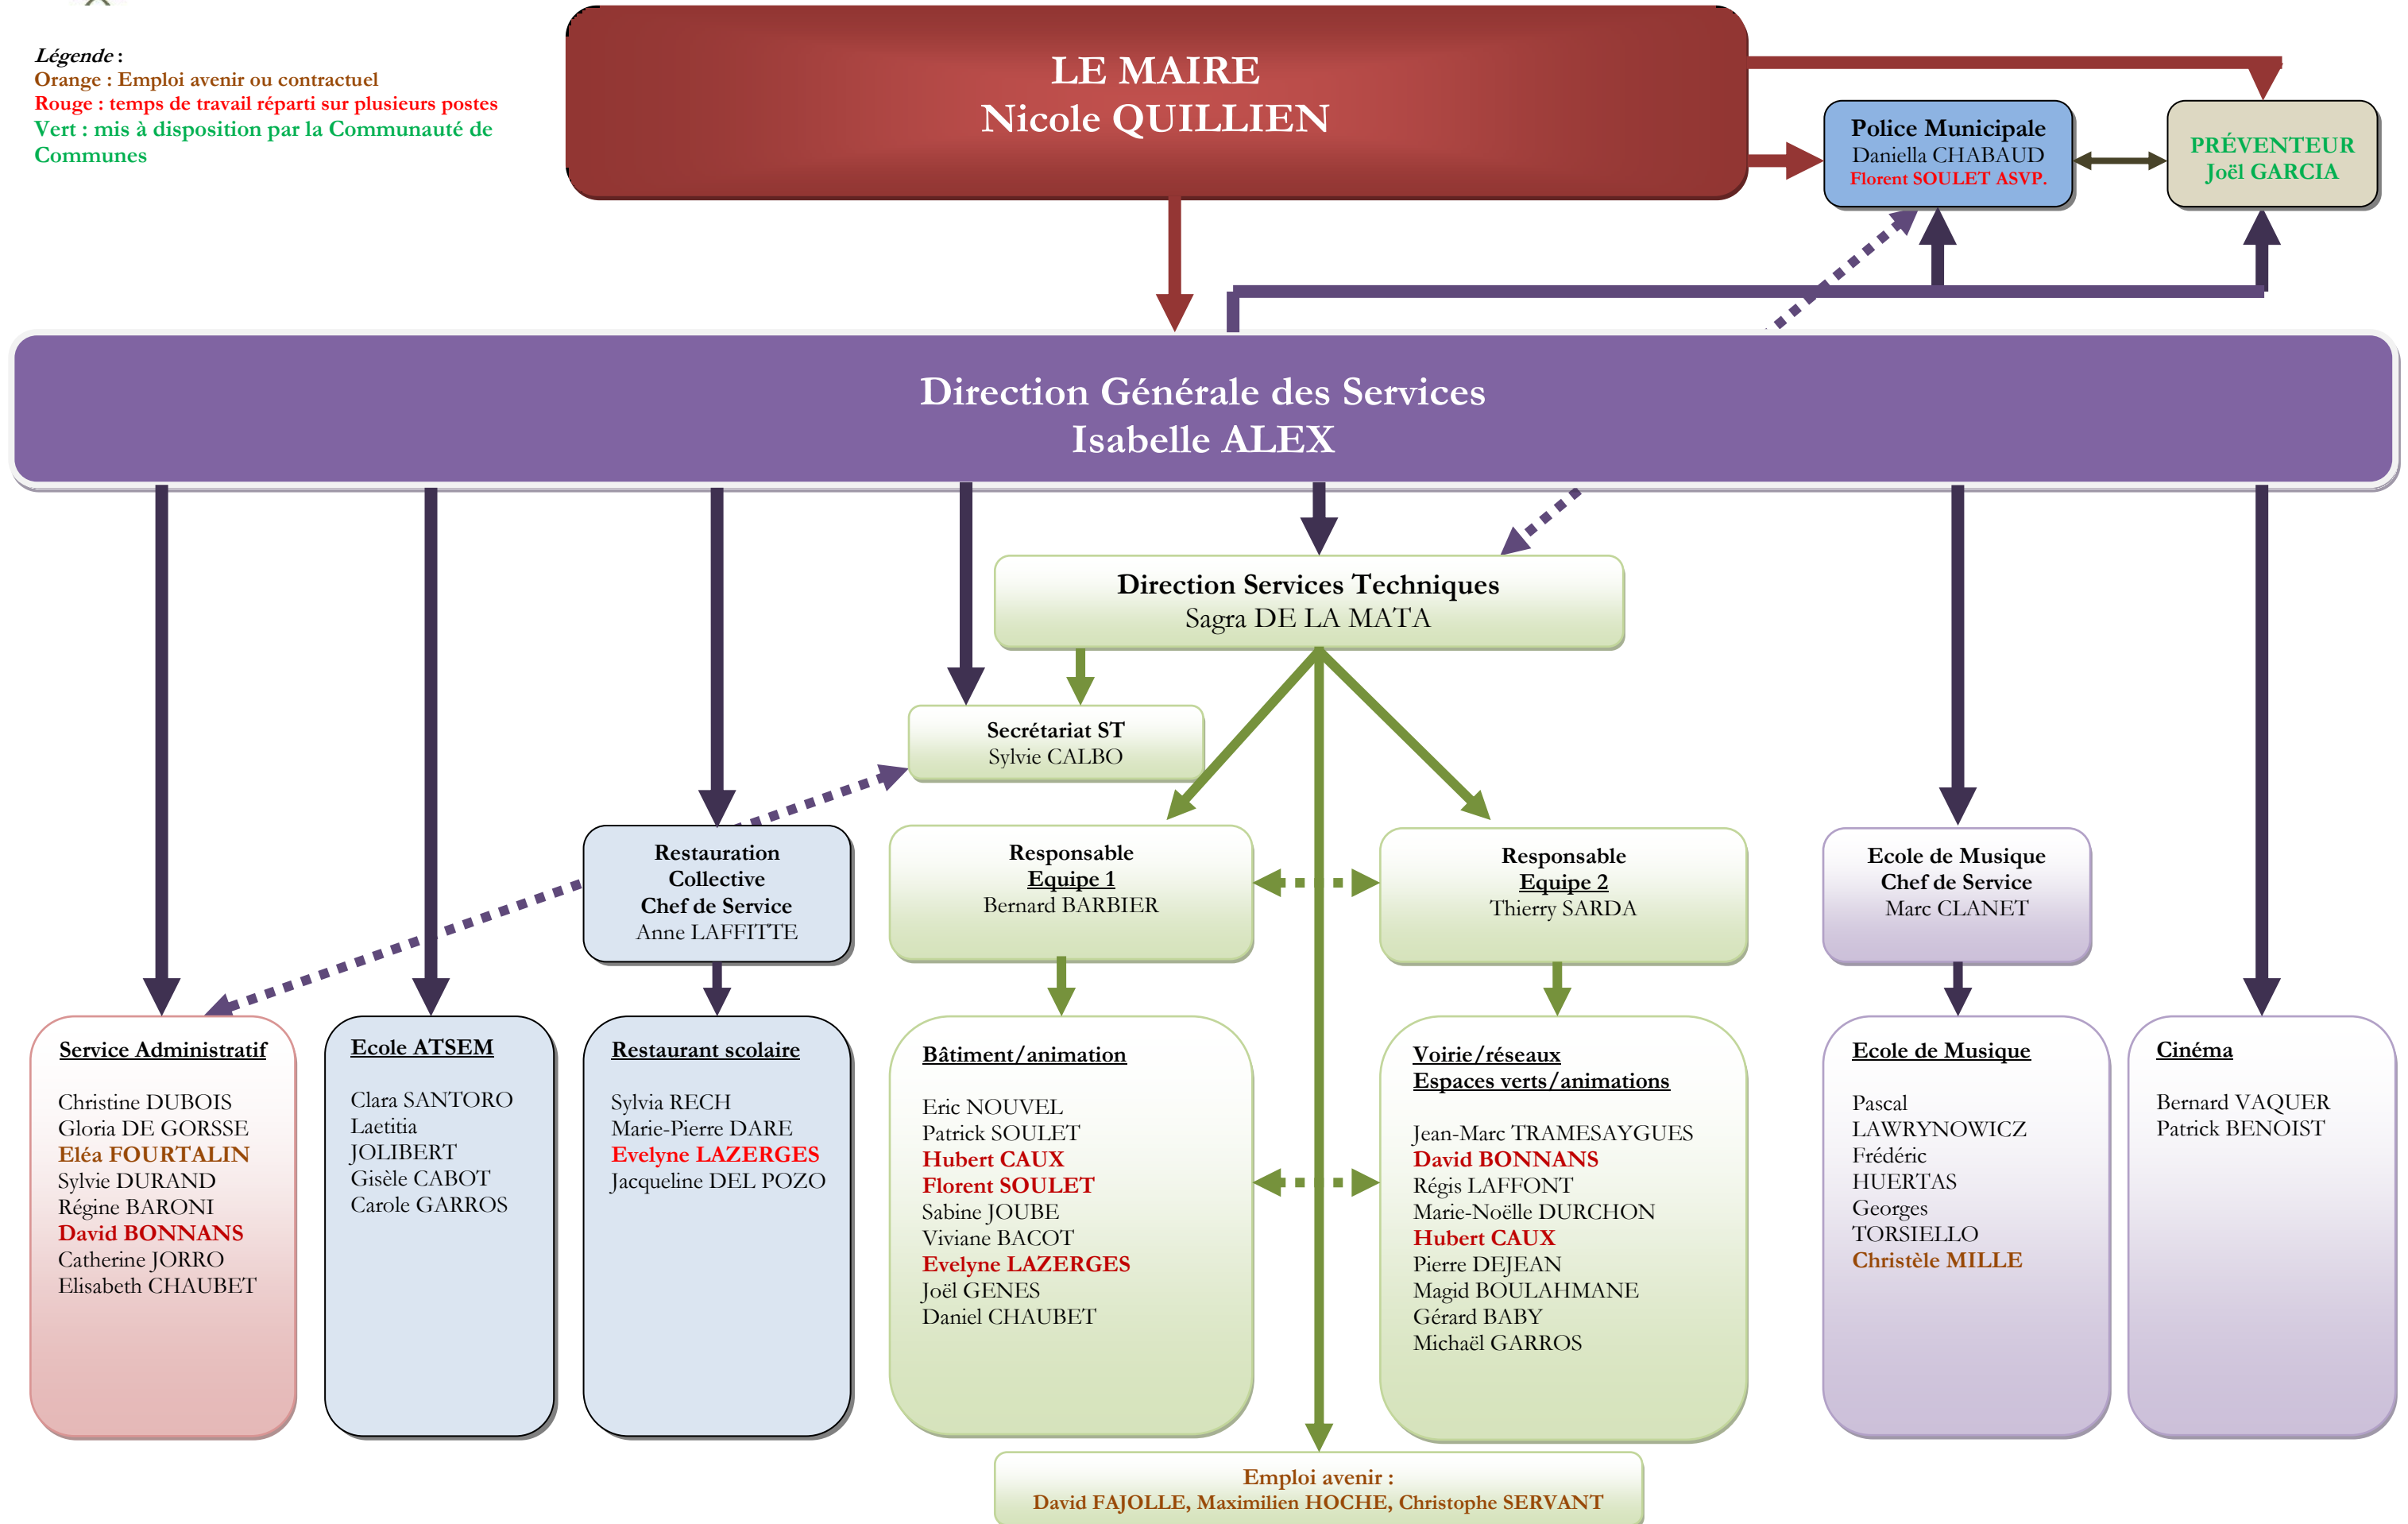 Légende :
Orange : Emploi avenir ou contractuel
Rouge : temps de travail réparti sur plusieurs postes
Vert : mis à disposition par la Communauté de
Communes
LE MAIRE
Nicole QUILLIEN
Police Municipale
Daniella CHABAUD
Florent SOULET ASVP.
PRÉVENTEUR
Joël GARCIA
Direction Générale des Services
Isabelle ALEX
Direction Services Techniques
Sagra DE LA MATA
Secrétariat ST
Sylvie CALBO
Restauration
Collective
Chef de Service
Anne LAFFITTE
Responsable
Equipe 1
Bernard BARBIER
Responsable
Equipe 2
Thierry SARDA
Ecole de Musique
Chef de Service
Marc CLANET
Service Administratif
Christine DUBOIS
Gloria DE GORSSE
Eléa FOURTALIN
Sylvie DURAND
Régine BARONI
David BONNANS
Catherine JORRO
Elisabeth CHAUBET
Ecole ATSEM
Clara SANTORO
Laetitia
JOLIBERT
Gisèle CABOT
Carole GARROS
Restaurant scolaire
Sylvia RECH
Marie-Pierre DARE
Evelyne LAZERGES
Jacqueline DEL POZO
Bâtiment/animation
Eric NOUVEL
Patrick SOULET
Hubert CAUX
Florent SOULET
Sabine JOUBE
Viviane BACOT
Evelyne LAZERGES
Joël GENES
Daniel CHAUBET
Voirie/réseaux
Espaces verts/animations
Jean-Marc TRAMESAYGUES
David BONNANS
Régis LAFFONT
Marie-Noëlle DURCHON
Hubert CAUX
Pierre DEJEAN
Magid BOULAHMANE
Gérard BABY
Michaël GARROS
Ecole de Musique
Pascal
LAWRYNOWICZ
Frédéric
HUERTAS
Georges
TORSIELLO
Christèle MILLE
Cinéma
Bernard VAQUER
Patrick BENOIST
Emploi avenir :
David FAJOLLE, Maximilien HOCHE, Christophe SERVANT